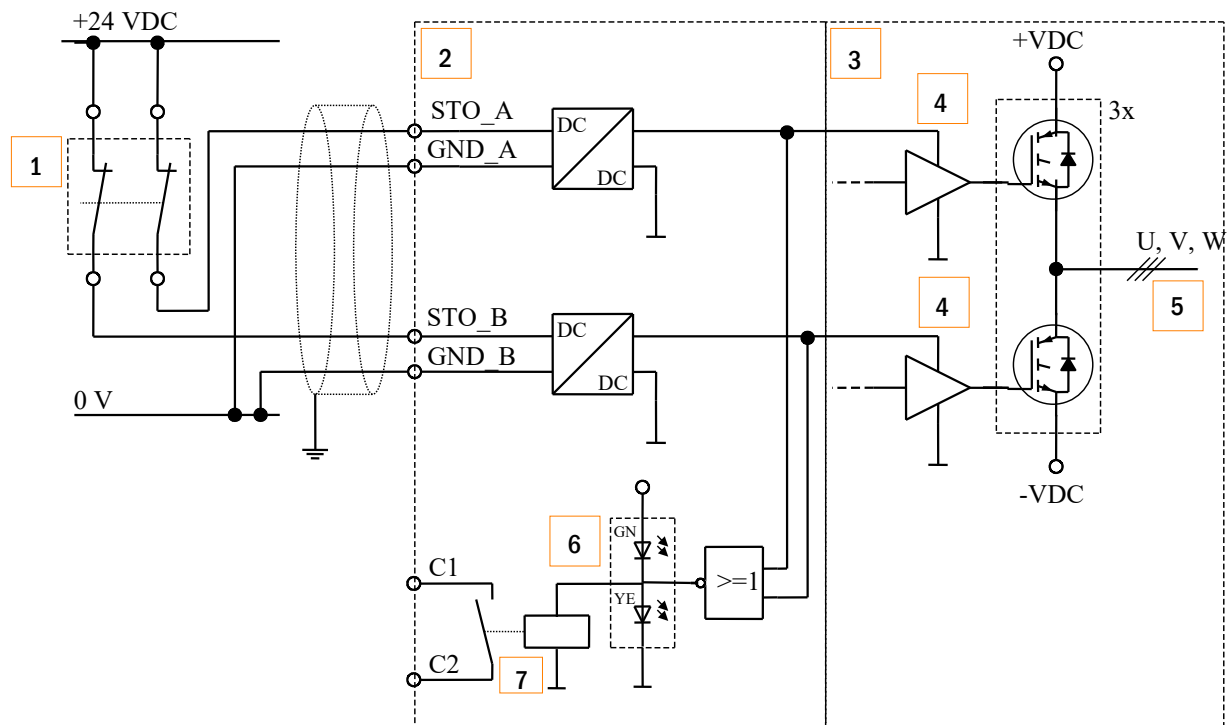 +24 VDC
2
3
+VDC
4
3x
STO_A
GND_A
DC
DC
1
U, V, W
5
STO_B
GND_B
DC
DC
4
0 V
-VDC
6
GN
C1
>=1
YE
C2
7